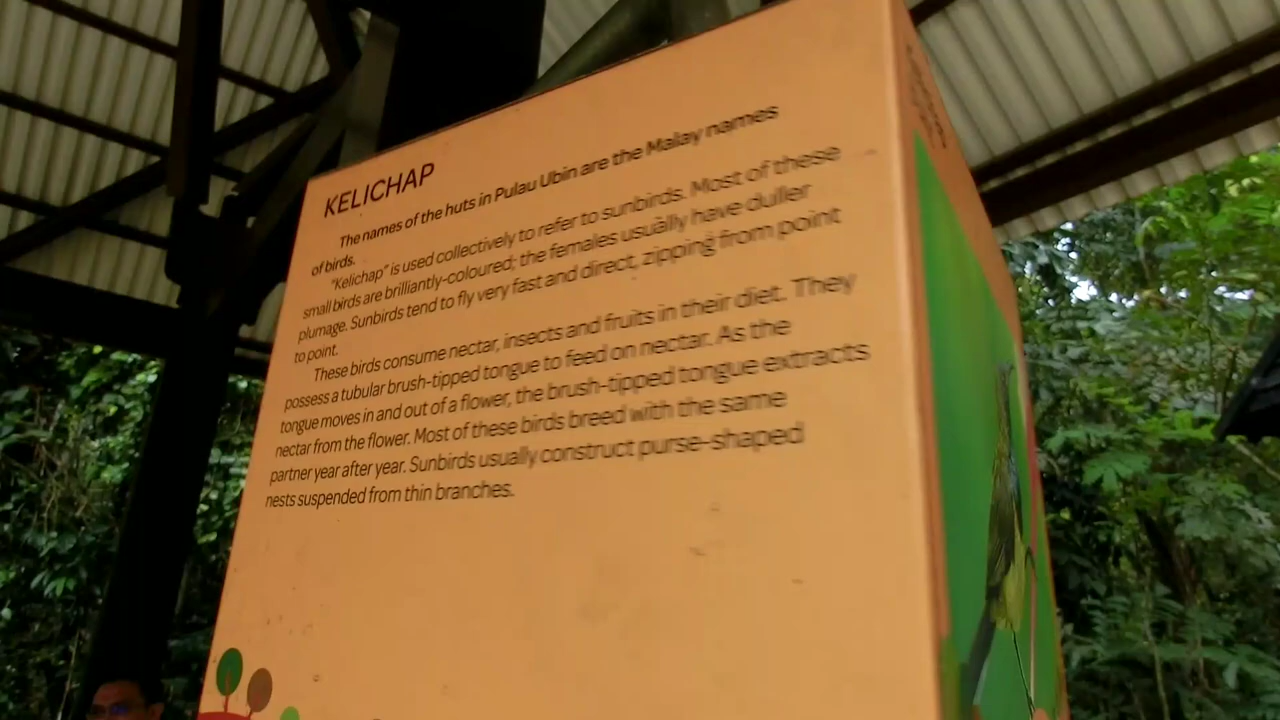 KELICHAP
The names of the huts in Pulau Ubin are the Malay names
of birds.
"Kelichap" is used collectively to refer to sunbirds. Most of these
small birds are brilliantly-coloured; the females usually have duller
plumage. Sunbirds tend to fly very fast and direct, zipping from point
to point.
These birds consume nectar, insects and fruits in their diet. They
possess a tubular brush-tipped tongue to feed on nectar. As the
tongue moves in and out of a flower, the brush-tipped tongue extracts
nectar from the flower. Most of these birds breed with the same
partner year after year. Sunbirds usually construct purse-shaped
nests suspended from thin branches.